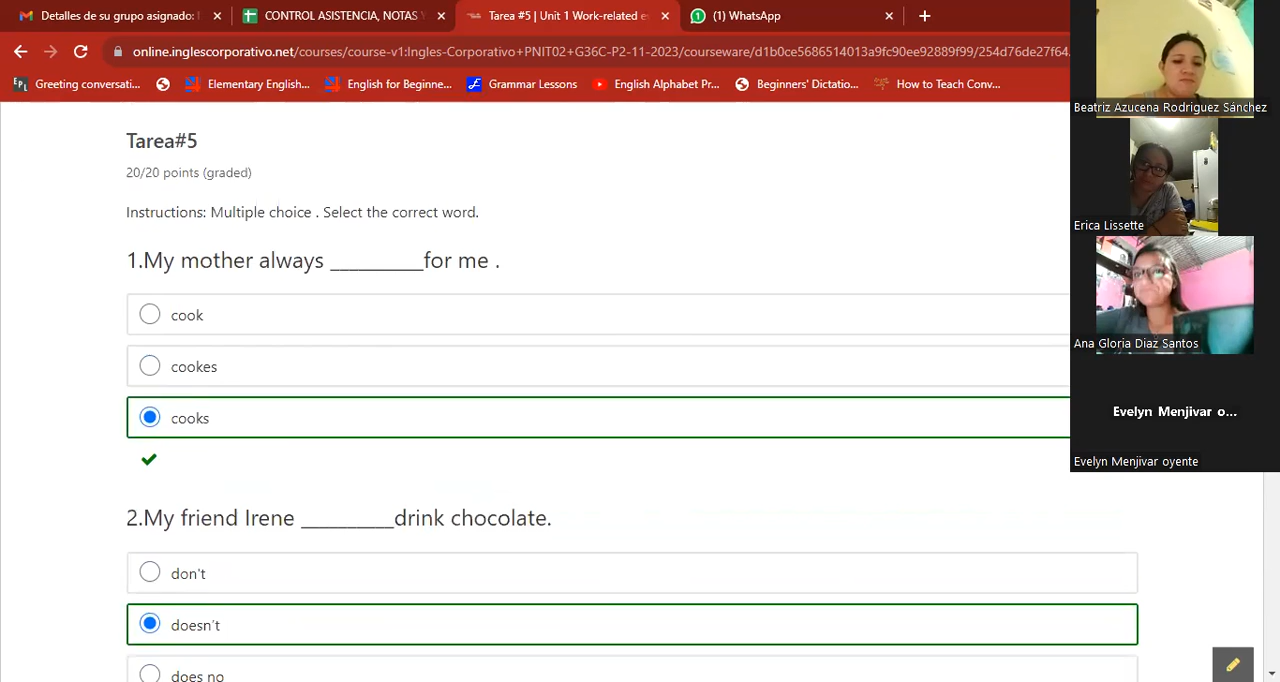 Detalles de su grupo asignado: 
CONTROL ASISTENCIA, NOTAS Y
Tarea #5 | Unit 1 Work-related es
(1) WhatsApp
online.inglescorporativo.net/courses/course-v1:Ingles-Corporativo+PNIT02+G36C-P2-11-2023/courseware/d1b0ce5686514013a9fc90ee92889f99/254d76de27f64.
Greeting conversati...
Elementary English...
English for Beginne...
Grammar Lessons
English Alphabet Pr...
Beginners' Dictatio...
How to Teach Conv...
Tarea#5
20/20 points (graded)
Instructions: Multiple choice . Select the correct word.
1.My mother always __________for me .
cook
cookes
cooks
2.My friend Irene __________drink chocolate.
don't
doesn't
does no
Beatriz Azucena Rodriguez Sánchez
Erica Lissette
Ana Gloria Diaz Santos
Evelyn Menjivar o...
Evelyn Menjivar oyente